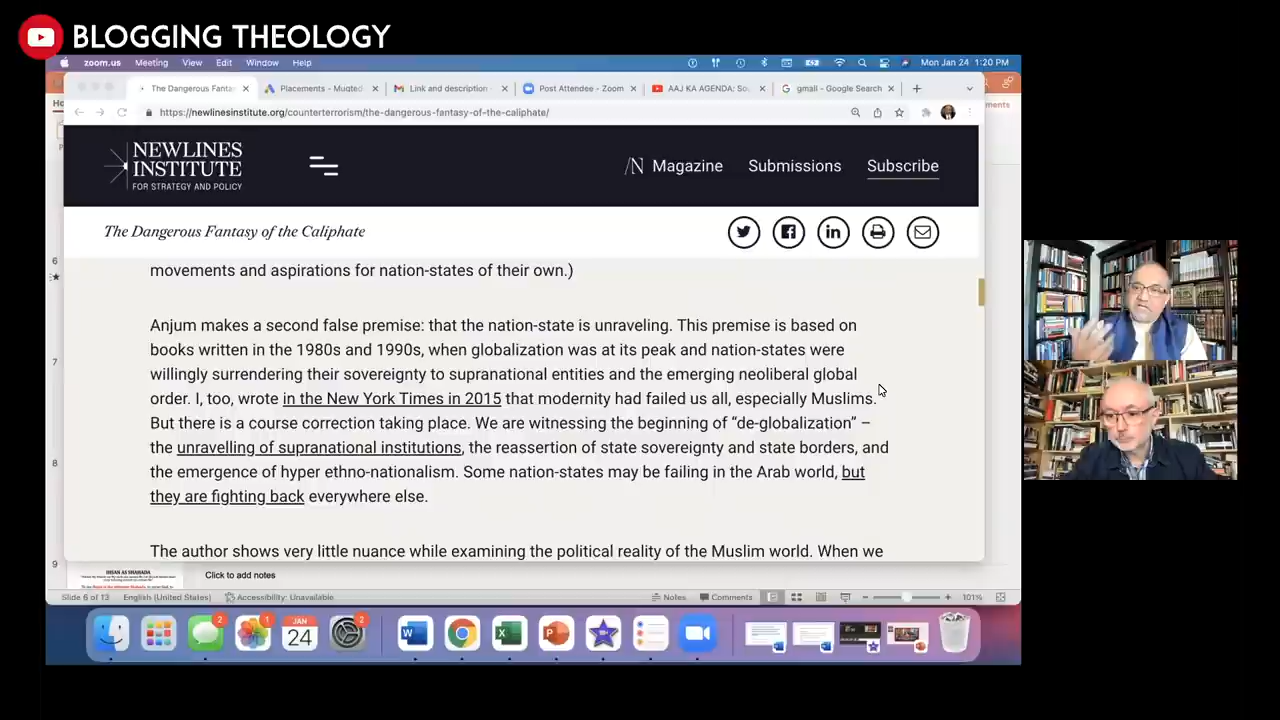 BLOGGING THEOLOGY
zoom.us Meeting View Edit Window Help
Mon Jan 24 1:20 PM
The Dangerous Fanta
Placements - Muqted
Link and description
Post Attendee - Zoom
AAJ KA AGENDA: So
gmail - Google Search
https://newlinesinstitute.org/counterterrorism/the-dangerous-fantasy-of-the-caliphate/
NEWLINES
INSTITUTE
FOR STRATEGY AND POLICY
/N Magazine Submissions Subscribe
The Dangerous Fantasy of the Caliphate
movements and aspirations for nation-states of their own.)
Anjum makes a second false premise: that the nation-state is unraveling. This premise is based on
books written in the 1980s and 1990s, when globalization was at its peak and nation-states were
willingly surrendering their sovereignty to supranational entities and the emerging neoliberal global
order. I, too, wrote in the New York Times in 2015 that modernity had failed us all, especially Muslims.
But there is a course correction taking place. We are witnessing the beginning of “de-globalization” –
the unravelling of supranational institutions, the reassertion of state sovereignty and state borders, and
the emergence of hyper ethno-nationalism. Some nation-states may be failing in the Arab world, but
they are fighting back everywhere else.
The author shows very little nuance while examining the political reality of the Muslim world. When we
6
7
8
9
IHSAN AS SHAHADA
Click to add notes
Slide 6 of 13 English (United States) Accessibility: Unavailable
Notes Comments 101%
2
1
JAN
24
2